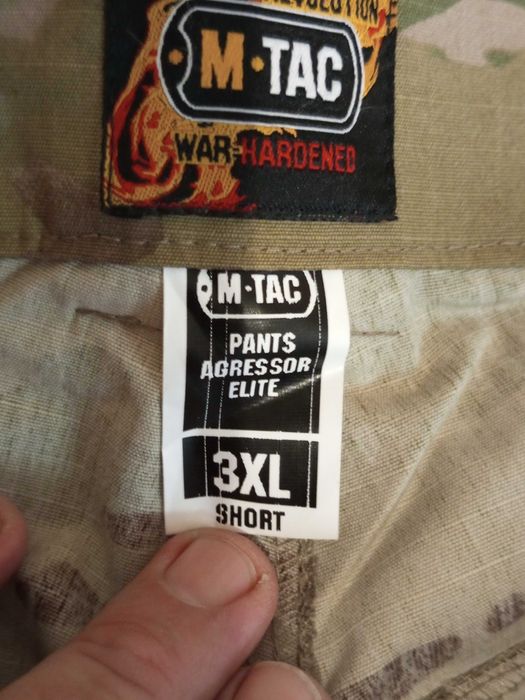 M·TAC
WAR-HARDENED
M·TAC
PANTS
AGRESSOR
ELITE
3XL
SHORT